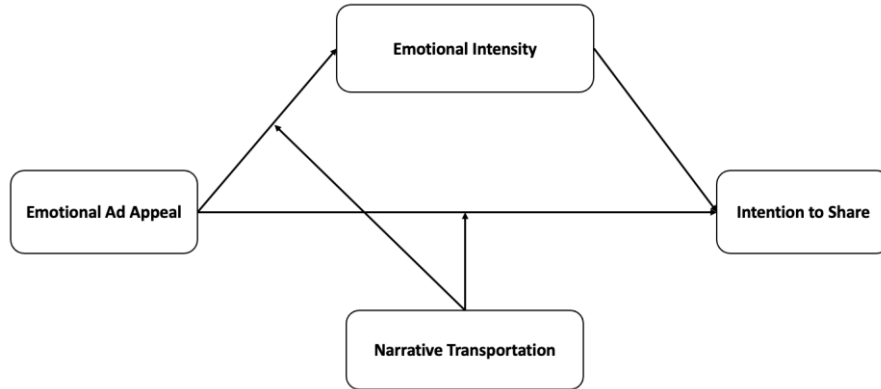 Emotional Intensity
Emotional Ad Appeal
Intention to Share
Narrative Transportation